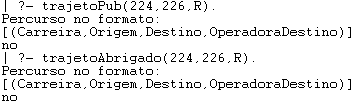 | ?- trajetoPub(224,226,R).
Percurso no formato:
[(Carreira,Origem,Destino,OperadoraDestino)]
no
| ?- trajetoAbrigado(224,226,R).
Percurso no formato:
[(Carreira,Origem,Destino,OperadoraDestino)]
no